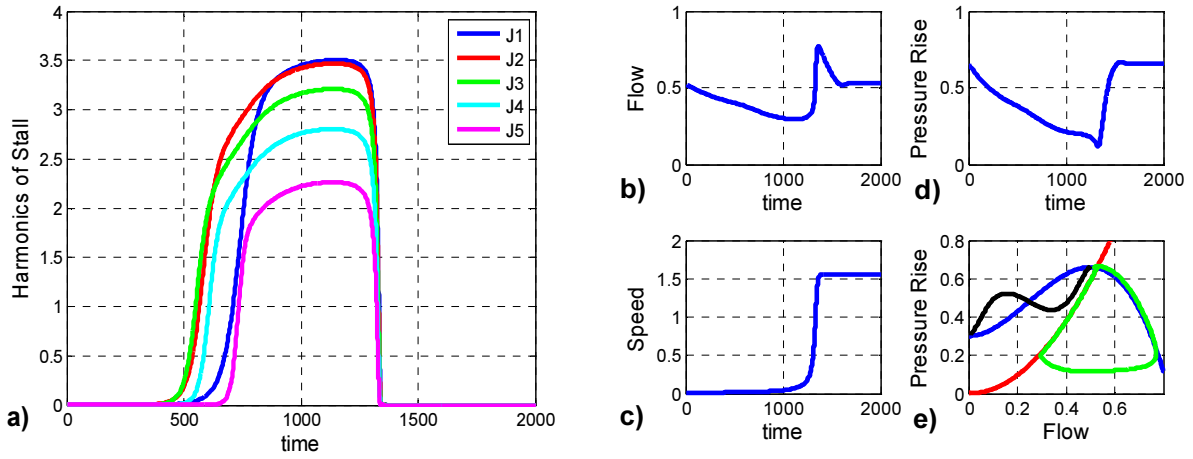 4
3.5
3
2.5
2
1.5
1
0.5
0
0
500
1000
1500
2000
Harmonics of Stall
time
J1
J2
J3
J4
J5
a)
1
0.5
0
0
1000
2000
Flow
time
b)
1
0.5
0
0
1000
2000
Pressure Rise
time
d)
2
1.5
1
0.5
0
0
1000
2000
Speed
time
c)
0.8
0.6
0.4
0.2
0
0
0.2
0.4
0.6
Pressure Rise
Flow
e)